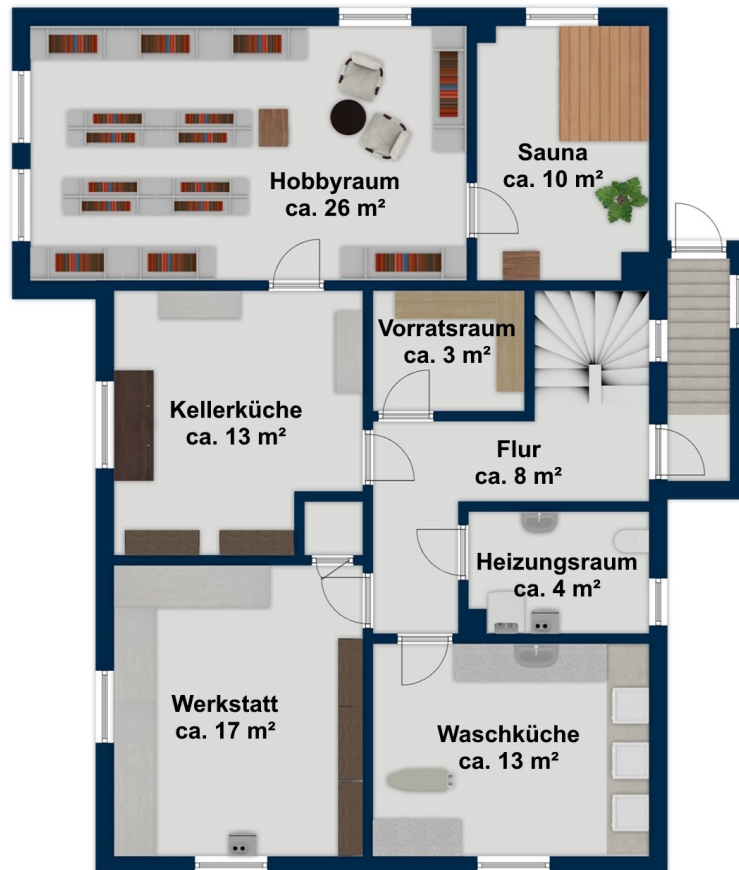 Hobbyraum
ca. 26 m²
Sauna
ca. 10 m²
Vorratsraum
ca. 3 m²
Kellerküche
ca. 13 m²
Flur
ca. 8 m²
Heizungsraum
ca. 4 m²
Werkstatt
ca. 17 m²
Waschküche
ca. 13 m²